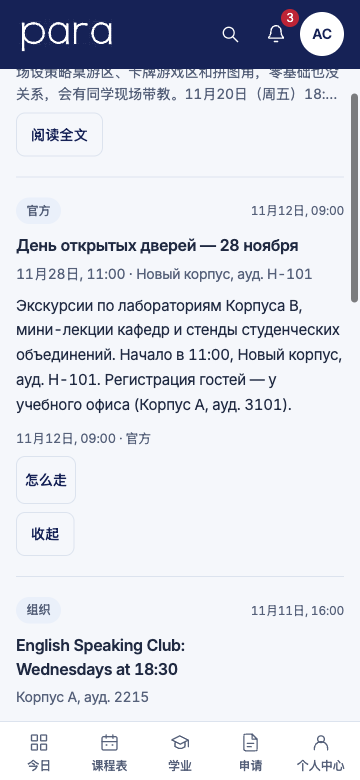 para
3
AC
场设策略桌游区、卡牌游戏区和拼图角，零基础也没
关系，会有同学现场带教。11月20日（周五）18:...
阅读全文
官方
11月12日, 09:00
День открытых дверей — 28 ноября
11月28日, 11:00 · Новый корпус, ауд. Н-101
Экскурсии по лабораториям Корпуса В,
мини-лекции кафедр и стенды студенческих
объединений. Начало в 11:00, Новый корпус,
ауд. Н-101. Регистрация гостей — у
учебного офиса (Корпус А, ауд. 3101).
11月12日, 09:00 · 官方
怎么走
收起
组织
11月11日, 16:00
English Speaking Club:
Wednesdays at 18:30
Корпус А, ауд. 2215
今日
课程表
学业
申请
个人中心